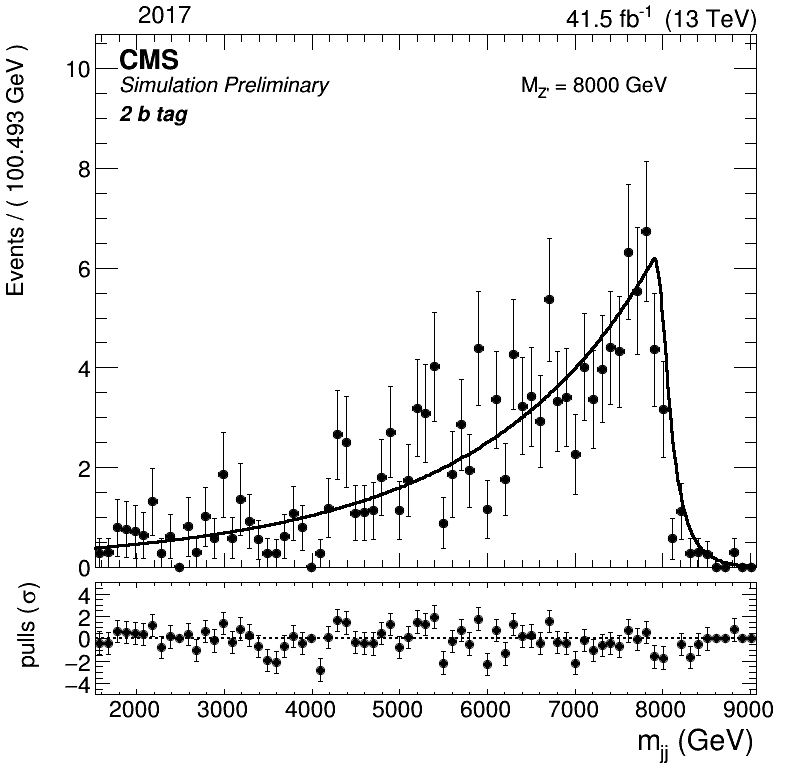 2017 41.5 fb-1 (13 TeV)
CMS
Simulation Preliminary
2 b tag
MZ' = 8000 GeV
Events / ( 100.493 GeV )
10
8
6
4
2
0
pulls (σ)
4
2
0
−2
−4
2000 3000 4000 5000 6000 7000 8000 9000
mjj (GeV)